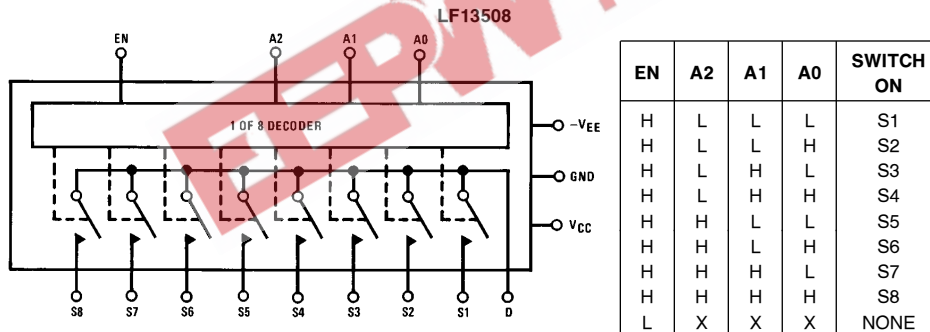 LF13508
EN A2 A1 A0
1 OF 8 DECODER
–VEE
GND
VCC
S8 S7 S6 S5 S4 S3 S2 S1 D
EN A2 A1 A0 SWITCH ON
H L L L S1
H L L H S2
H L H L S3
H L H H S4
H H L L S5
H H L H S6
H H H L S7
H H H H S8
L X X X NONE